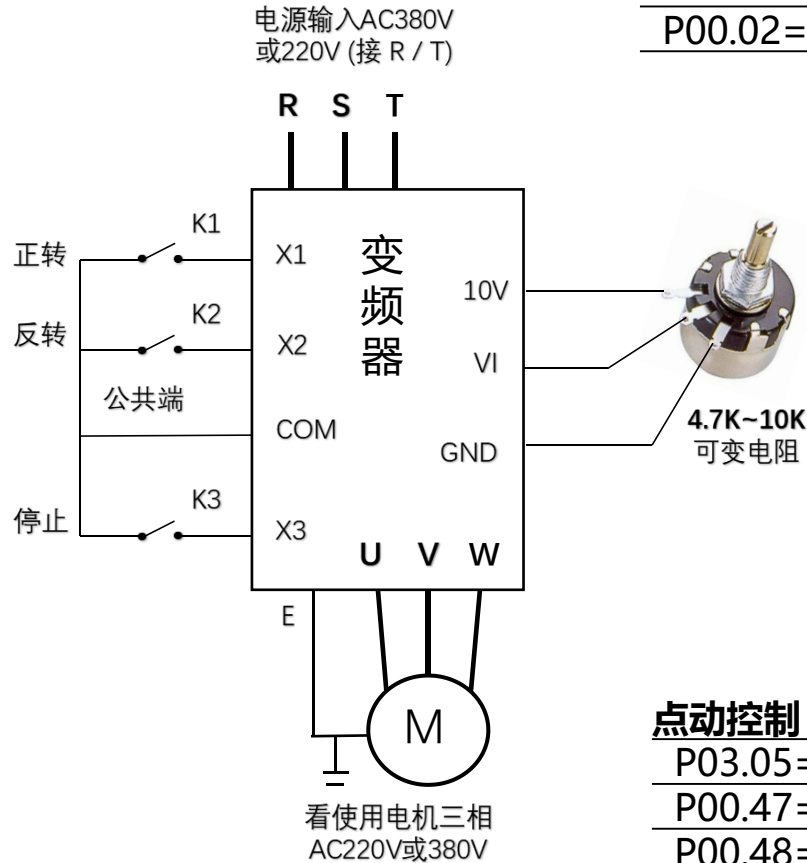 电源输入AC380V
或220V (接 R / T)
P00.02=
R S T
正转
K1
X1
变频器
10V
反转
K2
X2
VI
公共端
COM
GND
4.7K~10K
可变电阻
停止
K3
X3
U V W
E
M
点动控制
P03.05=
P00.47=
P00.48=
看使用电机三相
AC220V或380V